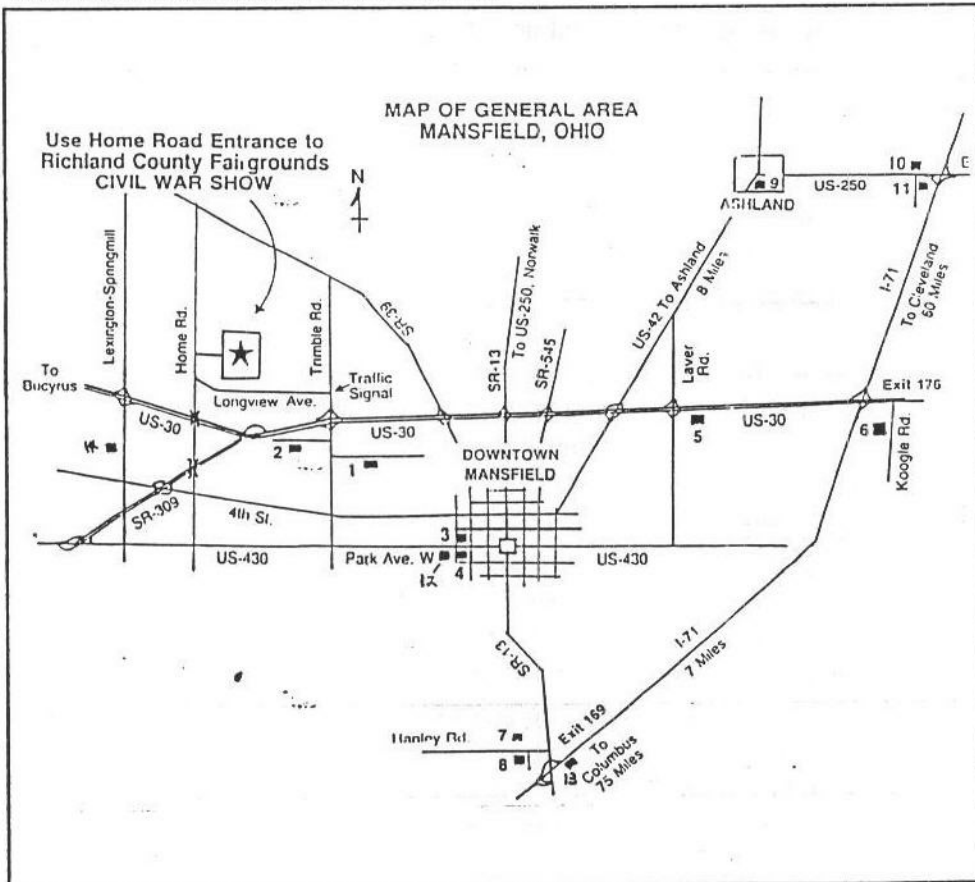 MAP OF GENERAL AREA
MANSFIELD, OHIO
Use Home Road Entrance to
Richland County Fairgrounds
CIVIL WAR SHOW
N
10
E
9
US-250
11
ASHLAND
Lexington-Springmill
Home Rd.
Trimble Rd.
SR-39
SR-13
To US-250, Norwalk
SR-545
US-42 To Ashland
8 Miles
Laver
Rd.
I-71
To Cleveland
60 Miles
To
Bucyrus
Traffic
Signal
Longview Ave.
Exit 176
US-30
US-30
US-30
5
6
Koogle Rd.
2
1
DOWNTOWN
MANSFIELD
SR-309
4th St.
3
US-430
Park Ave. W
US-430
12
4
SR-13
I-71
7 Miles
Exit 169
Hanley Rd.
7
8
13
To
Columbus
75 Miles